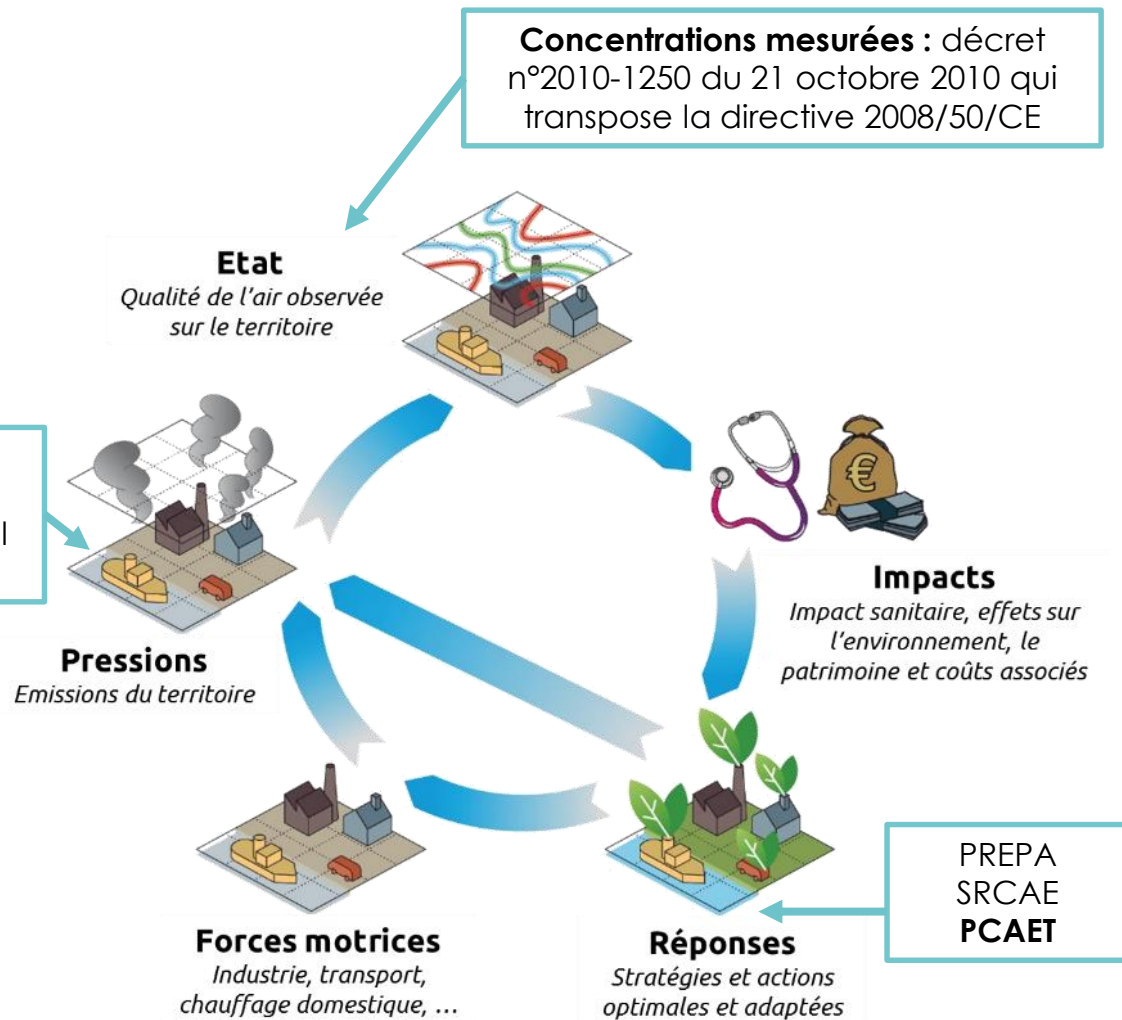 Concentrations mesurées : décret
n°2010-1250 du 21 octobre 2010 qui
transpose la directive 2008/50/CE
Etat
Qualité de l'air observée
sur le territoire
€
Impacts
Impact sanitaire, effets sur
l'environnement, le
patrimoine et coûts associés
Pressions
Emissions du territoire
PREPA
SRCAE
PCAET
Forces motrices
Industrie, transport,
chauffage domestique, ...
Réponses
Stratégies et actions
optimales et adaptées